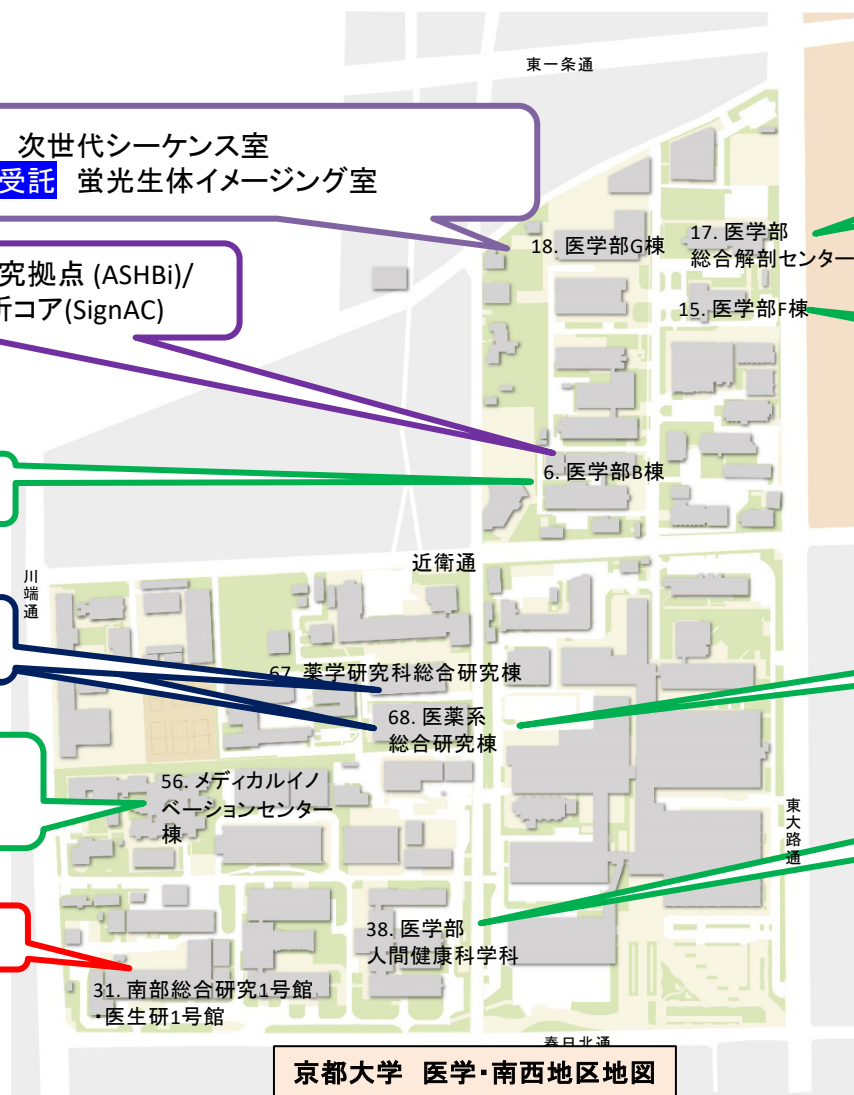 東一条通
次世代シーケンス室
受託 蛍光生体イメージング室
18. 医学部G棟
17. 医学部
総合解剖センター
究拠点 (ASHBi)/
斤コア(SignAC)
15. 医学部F棟
6. 医学部B棟
近衛通
川端通
67. 薬学研究科総合研究棟
68. 医薬系
総合研究棟
56. メディカルイノ
ベーションセンター
棟
東大路通
38. 医学部
人間健康科学科
31. 南部総合研究1号館
・医生研1号館
春日北通
京都大学 医学・南西地区地図